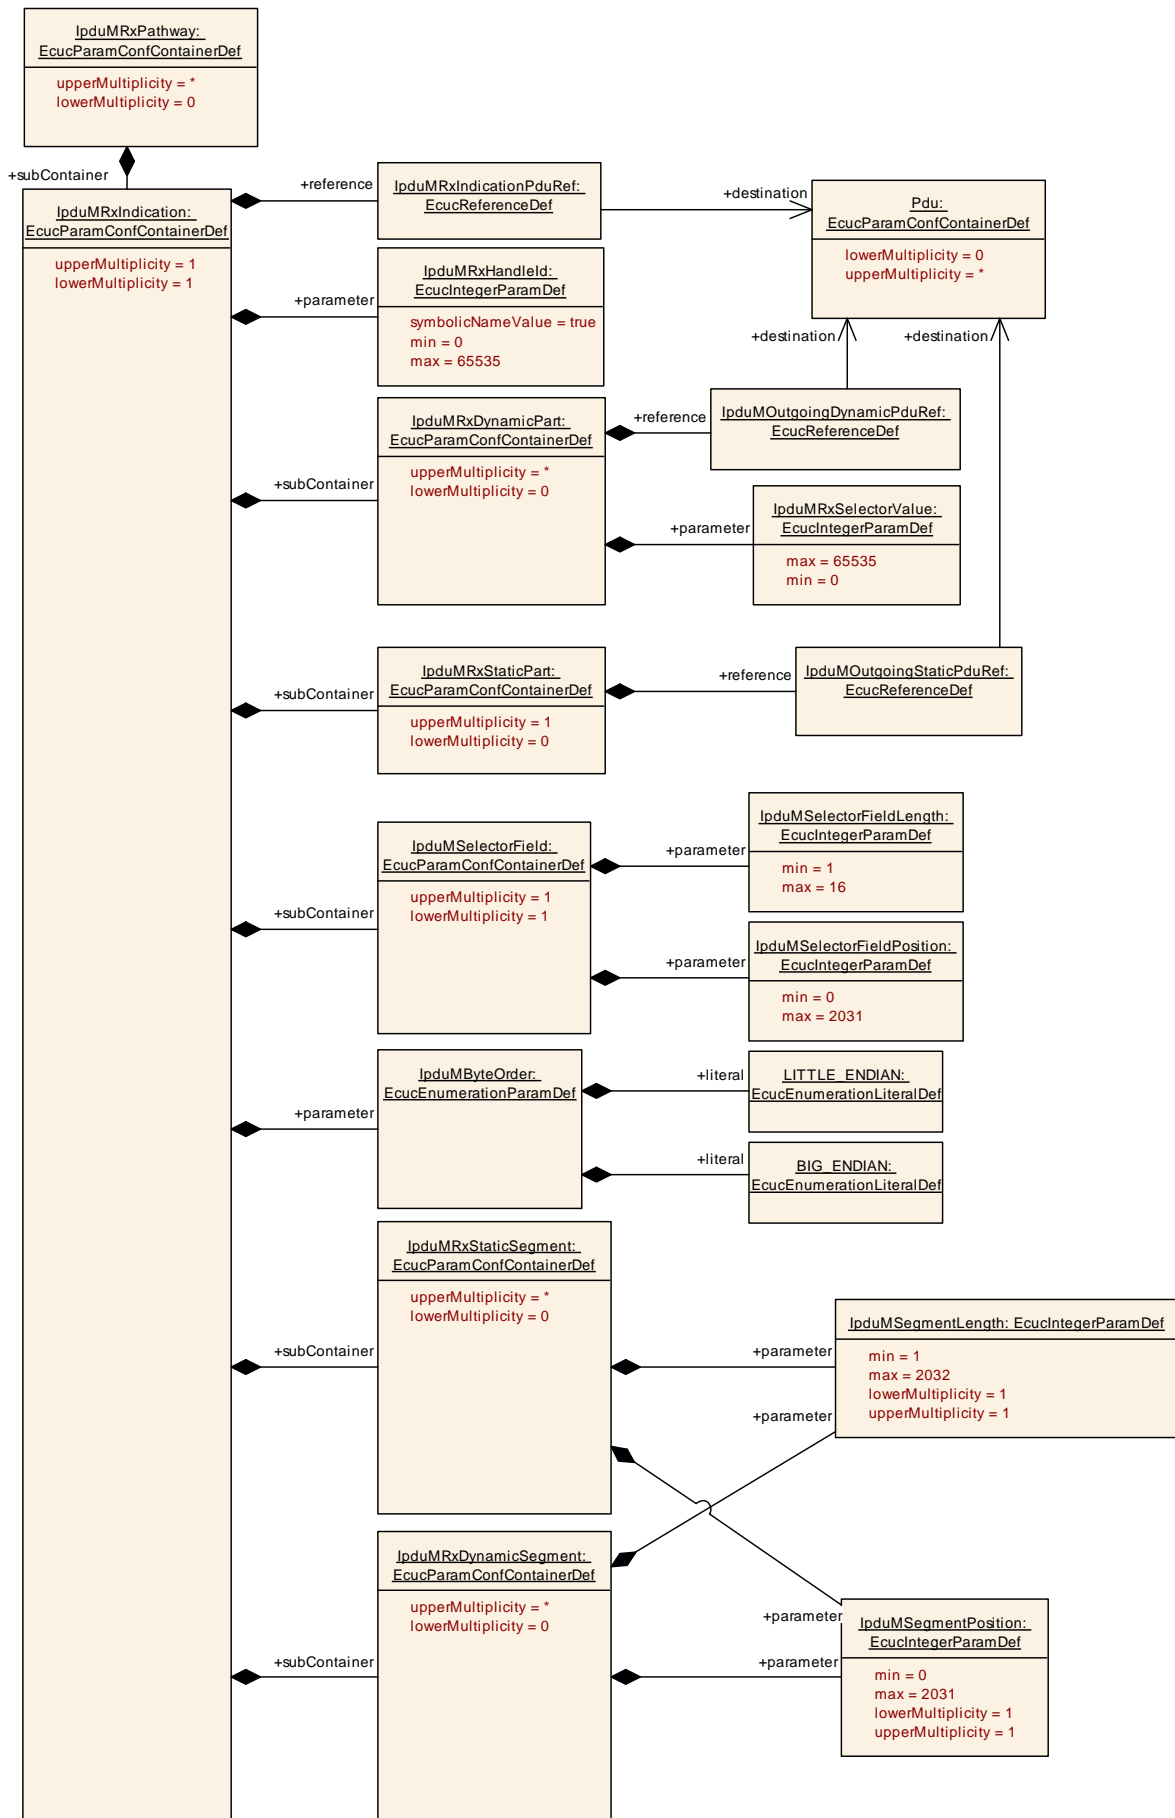 IpduMRxPathway:
EcucParamConfContainerDef
upperMultiplicity = *
lowerMultiplicity = 0
+subContainer
IpduMRxIndication:
EcucParamConfContainerDef
upperMultiplicity = 1
lowerMultiplicity = 1
+reference
IpduMRxIndicationPduRef:
EcucReferenceDef
+destination
Pdu:
EcucParamConfContainerDef
lowerMultiplicity = 0
upperMultiplicity = *
+parameter
IpduMRxHandleId:
EcucIntegerParamDef
symbolicNameValue = true
min = 0
max = 65535
+destination
+destination
+subContainer
IpduMRxDynamicPart:
EcucParamConfContainerDef
upperMultiplicity = *
lowerMultiplicity = 0
+reference
IpduMOutgoingDynamicPduRef:
EcucReferenceDef
+parameter
IpduMRxSelectorValue:
EcucIntegerParamDef
max = 65535
min = 0
+subContainer
IpduMRxStaticPart:
EcucParamConfContainerDef
upperMultiplicity = 1
lowerMultiplicity = 0
+reference
IpduMOutgoingStaticPduRef:
EcucReferenceDef
+subContainer
IpduMSelectorField:
EcucParamConfContainerDef
upperMultiplicity = 1
lowerMultiplicity = 1
+parameter
IpduMSelectorFieldLength:
EcucIntegerParamDef
min = 1
max = 16
+parameter
IpduMSelectorFieldPosition:
EcucIntegerParamDef
min = 0
max = 2031
+parameter
IpduMByteOrder:
EcucEnumerationParamDef
+literal
LITTLE_ENDIAN:
EcucEnumerationLiteralDef
+literal
BIG_ENDIAN:
EcucEnumerationLiteralDef
+subContainer
IpduMRxStaticSegment:
EcucParamConfContainerDef
upperMultiplicity = *
lowerMultiplicity = 0
+parameter
IpduMSegmentLength: EcucIntegerParamDef
min = 1
max = 2032
lowerMultiplicity = 1
upperMultiplicity = 1
+parameter
+subContainer
IpduMRxDynamicSegment:
EcucParamConfContainerDef
upperMultiplicity = *
lowerMultiplicity = 0
+parameter
+parameter
IpduMSegmentPosition:
EcucIntegerParamDef
min = 0
max = 2031
lowerMultiplicity = 1
upperMultiplicity = 1